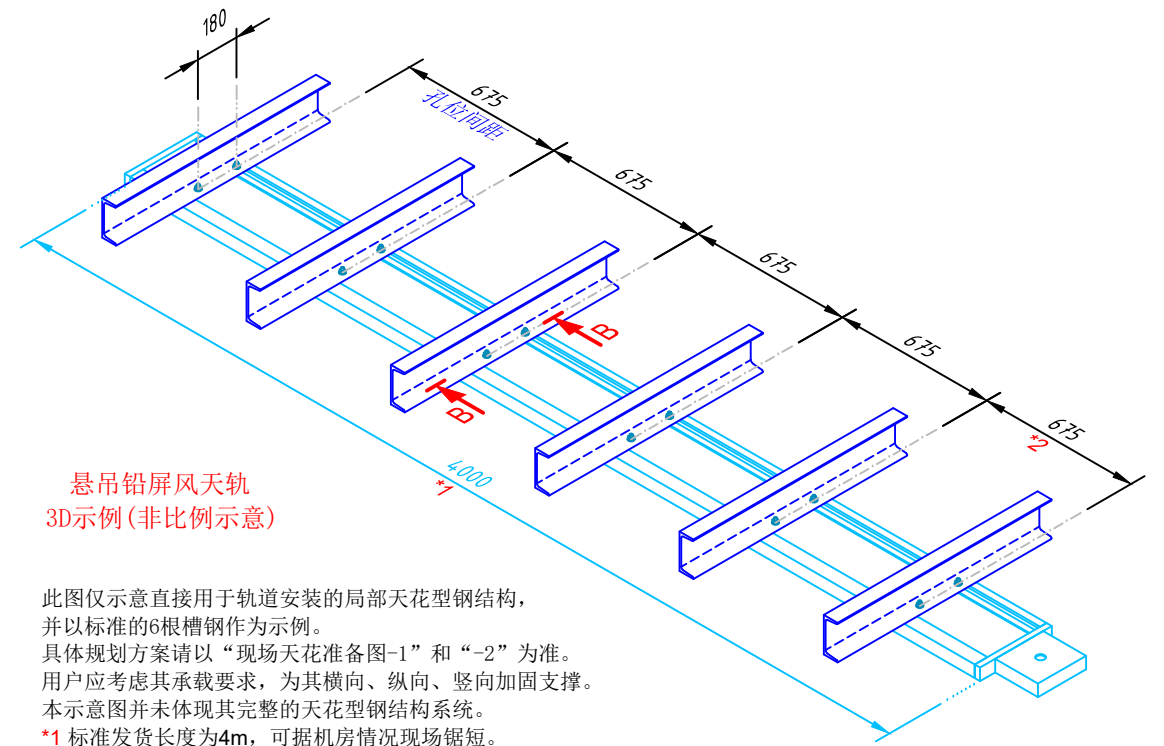 180
675
孔位间距
675
675
675
675
*2
B
B
4000
*1
悬吊铅屏风天轨
3D示例(非比例示意)
此图仅示意直接用于轨道安装的局部天花型钢结构，
并以标准的6根槽钢作为示例。
具体规划方案请以“现场天花准备图-1”和“-2”为准。
用户应考虑其承载要求，为其横向、纵向、竖向加固支撑。
本示意图并未体现其完整的天花型钢结构系统。
*1 标准发货长度为4m，可据机房情况现场锯短。